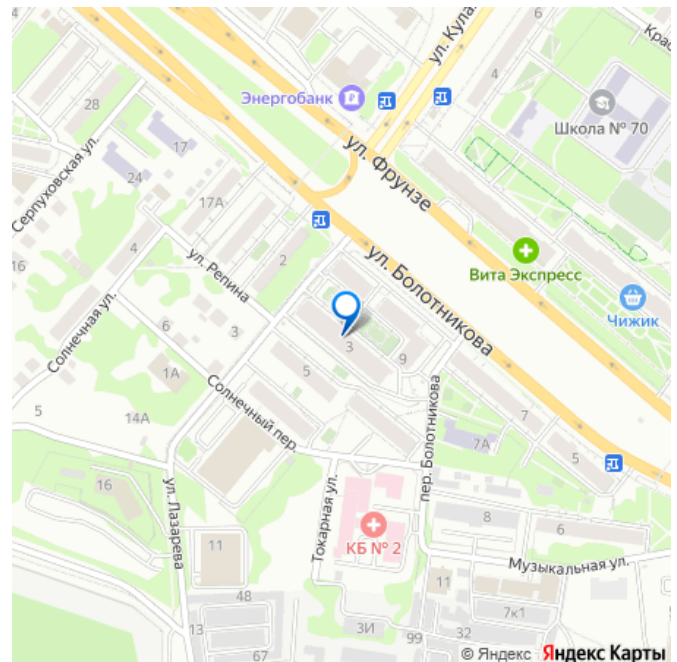 6
ул. Кула
Крас
4
Энергобанк
28
Школа № 70
ул. Фрунзе
17
24
Серпуховская ул.
17А
16
4
2
ул. Болотникова
Вита Экспресс
ул. Репина
Чижик
Солнечная ул.
6
3
3
9
1А
5
Солнечный пер.
5
14А
пер. Болотникова
7
7А
5
16
ул. Лазарева
Токарная ул.
КБ № 2
8
6
11
Музыкальная ул.
11
48
7к1
13
3И
99
32
67
© Яндекс Яндекс Карты